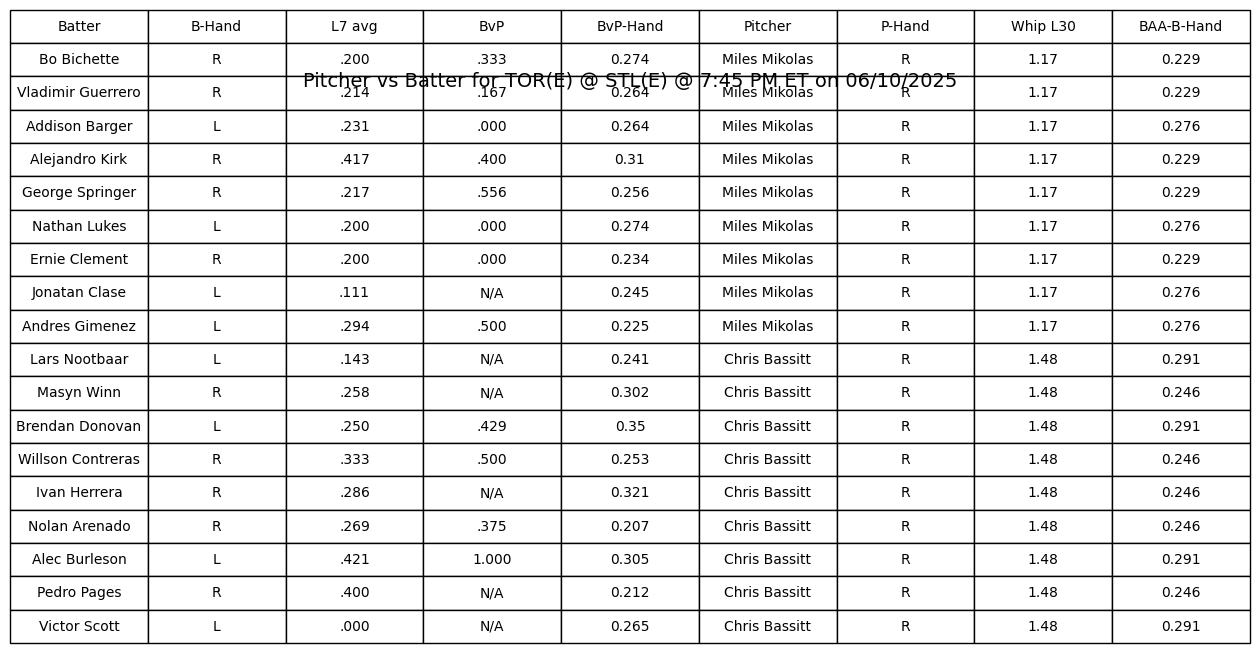 Batter B-Hand L7 avg BvP BvP-Hand Pitcher P-Hand Whip L30 BAA-B-Hand
Bo Bichette R .200 .333 0.274 Miles Mikolas R 1.17 0.229
Pitcher vs Batter for TOR(E) @ STL(E) @ 7:45 PM ET on 06/10/2025
Vladimir Guerrero R .214 .167 0.264 Miles Mikolas R 1.17 0.229
Addison Barger L .231 .000 0.264 Miles Mikolas R 1.17 0.276
Alejandro Kirk R .417 .400 0.31 Miles Mikolas R 1.17 0.229
George Springer R .217 .556 0.256 Miles Mikolas R 1.17 0.229
Nathan Lukes L .200 .000 0.274 Miles Mikolas R 1.17 0.276
Ernie Clement R .200 .000 0.234 Miles Mikolas R 1.17 0.229
Jonatan Clase L .111 N/A 0.245 Miles Mikolas R 1.17 0.276
Andres Gimenez L .294 .500 0.225 Miles Mikolas R 1.17 0.276
Lars Nootbaar L .143 N/A 0.241 Chris Bassitt R 1.48 0.291
Masyn Winn R .258 N/A 0.302 Chris Bassitt R 1.48 0.246
Brendan Donovan L .250 .429 0.35 Chris Bassitt R 1.48 0.291
Willson Contreras R .333 .500 0.253 Chris Bassitt R 1.48 0.246
Ivan Herrera R .286 N/A 0.321 Chris Bassitt R 1.48 0.246
Nolan Arenado R .269 .375 0.207 Chris Bassitt R 1.48 0.246
Alec Burleson L .421 1.000 0.305 Chris Bassitt R 1.48 0.291
Pedro Pages R .400 N/A 0.212 Chris Bassitt R 1.48 0.246
Victor Scott L .000 N/A 0.265 Chris Bassitt R 1.48 0.291